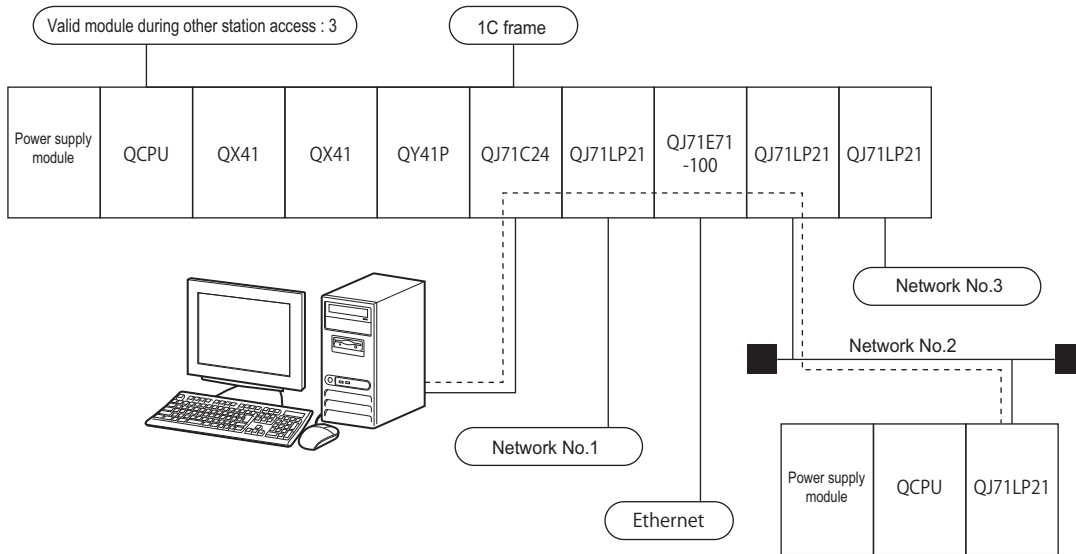 Valid module during other station access : 3
1C frame
Power supply
module
QCPU
QX41
QX41
QY41P
QJ71C24
QJ71LP21
QJ71E71
-100
QJ71LP21
QJ71LP21
Network No.3
Network No.2
Network No.1
Ethernet
Power supply
module
QCPU
QJ71LP21